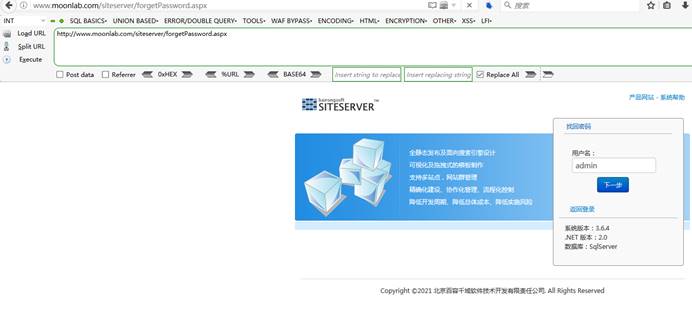 www.moonlab.com/siteserver/forgetPassword.aspx
搜索
INT SQL BASICS UNION BASED ERROR/DOUBLE QUERY TOOLS WAF BYPASS ENCODING HTML ENCRYPTION OTHER XSS LFI
Load URL http://www.moonlab.com/siteserver/forgetPassword.aspx
Split URL
Execute
Post data Referrer 0xHEX %URL BASE64 Insert string to replace Insert replacing string Replace All
产品网站 - 系统帮助
SITESERVER™
找回密码
全静态发布及面向搜索引擎设计
可视化及拖拽式的模板制作
支持多站点，网站群管理
精确化建设、协作化管理、流程化控制
降低开发周期、降低总体成本、降低实施风险
用户名：
admin
下一步
返回登录
系统版本：3.6.4
.NET 版本：2.0
数据库：SqlServer
Copyright ©2021 北京百容千域软件技术开发有限责任公司. All Rights Reserved